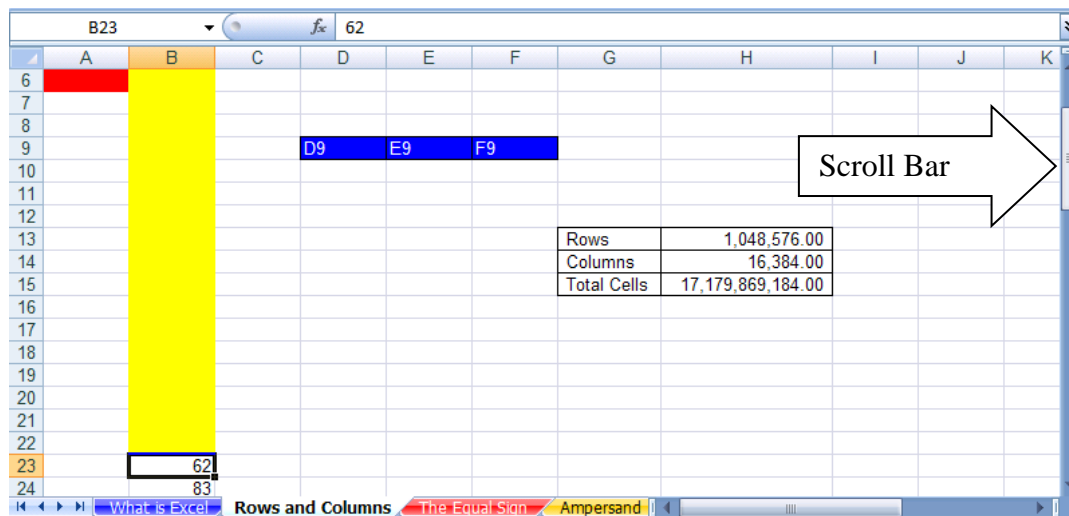 B23 fx 62
A B C D E F G H I J K
6
7
8
9 D9 E9 F9
Scroll Bar
10
11
12
13 Rows 1,048,576.00
14 Columns 16,384.00
15 Total Cells 17,179,869,184.00
16
17
18
19
20
21
22
23 62
24 83
What is Excel Rows and Columns The Equal Sign Ampersand